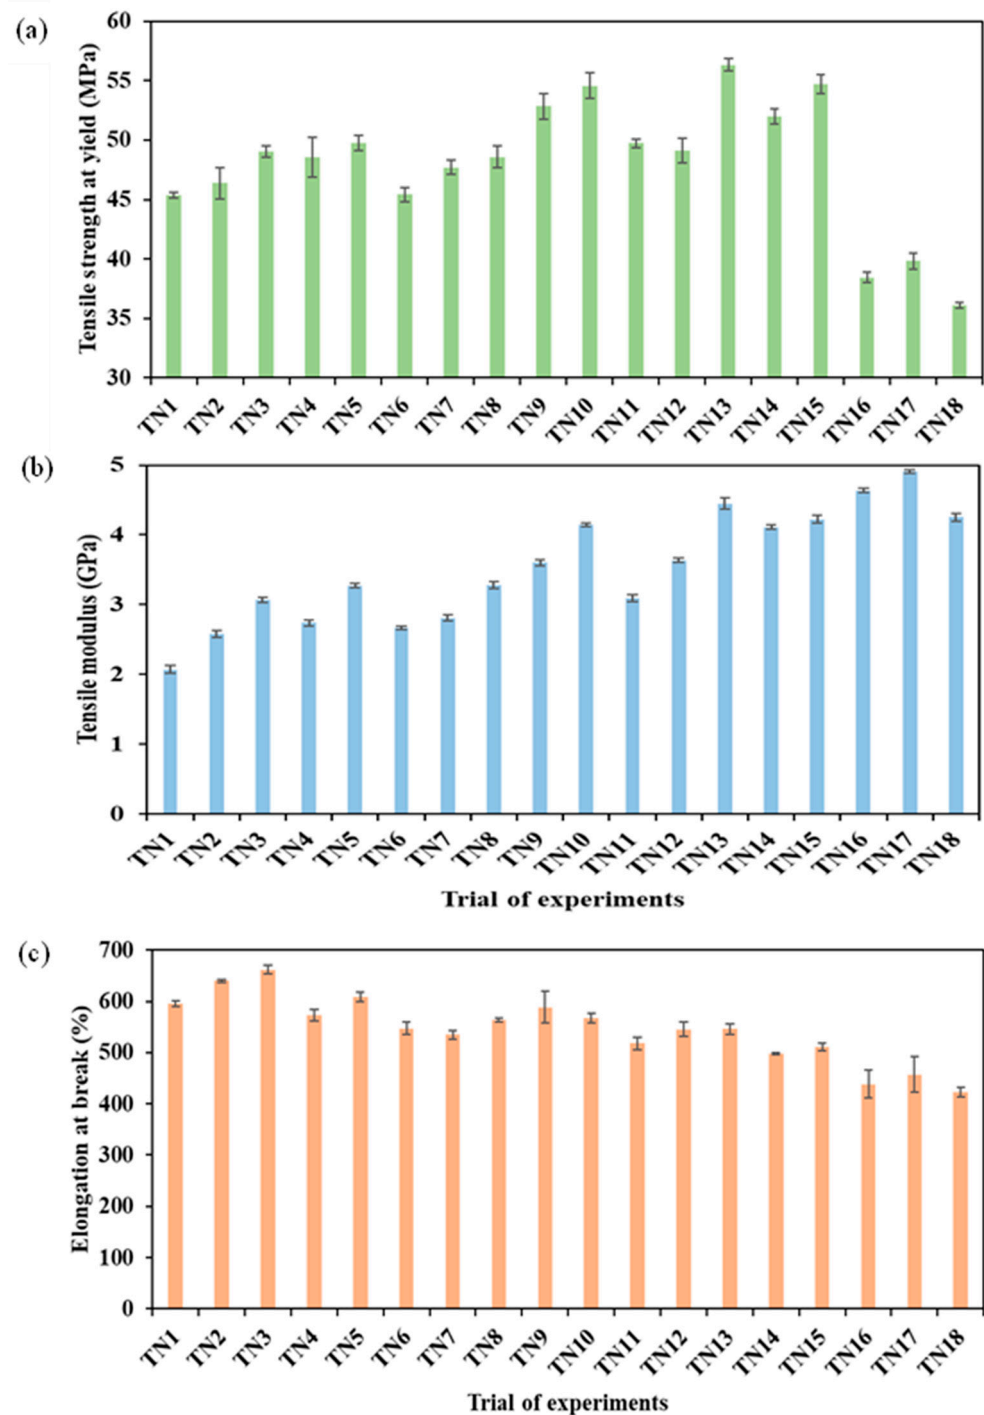 (a)
Tensile strength at yield (MPa)
60
55
50
45
40
35
30
TN1 TN2 TN3 TN4 TN5 TN6 TN7 TN8 TN9 TN10 TN11 TN12 TN13 TN14 TN15 TN16 TN17 TN18
(b)
Tensile modulus (GPa)
5
4
3
2
1
0
TN1 TN2 TN3 TN4 TN5 TN6 TN7 TN8 TN9 TN10 TN11 TN12 TN13 TN14 TN15 TN16 TN17 TN18
Trial of experiments
(c)
Elongation at break (%)
700
600
500
400
300
200
100
0
TN1 TN2 TN3 TN4 TN5 TN6 TN7 TN8 TN9 TN10 TN11 TN12 TN13 TN14 TN15 TN16 TN17 TN18
Trial of experiments